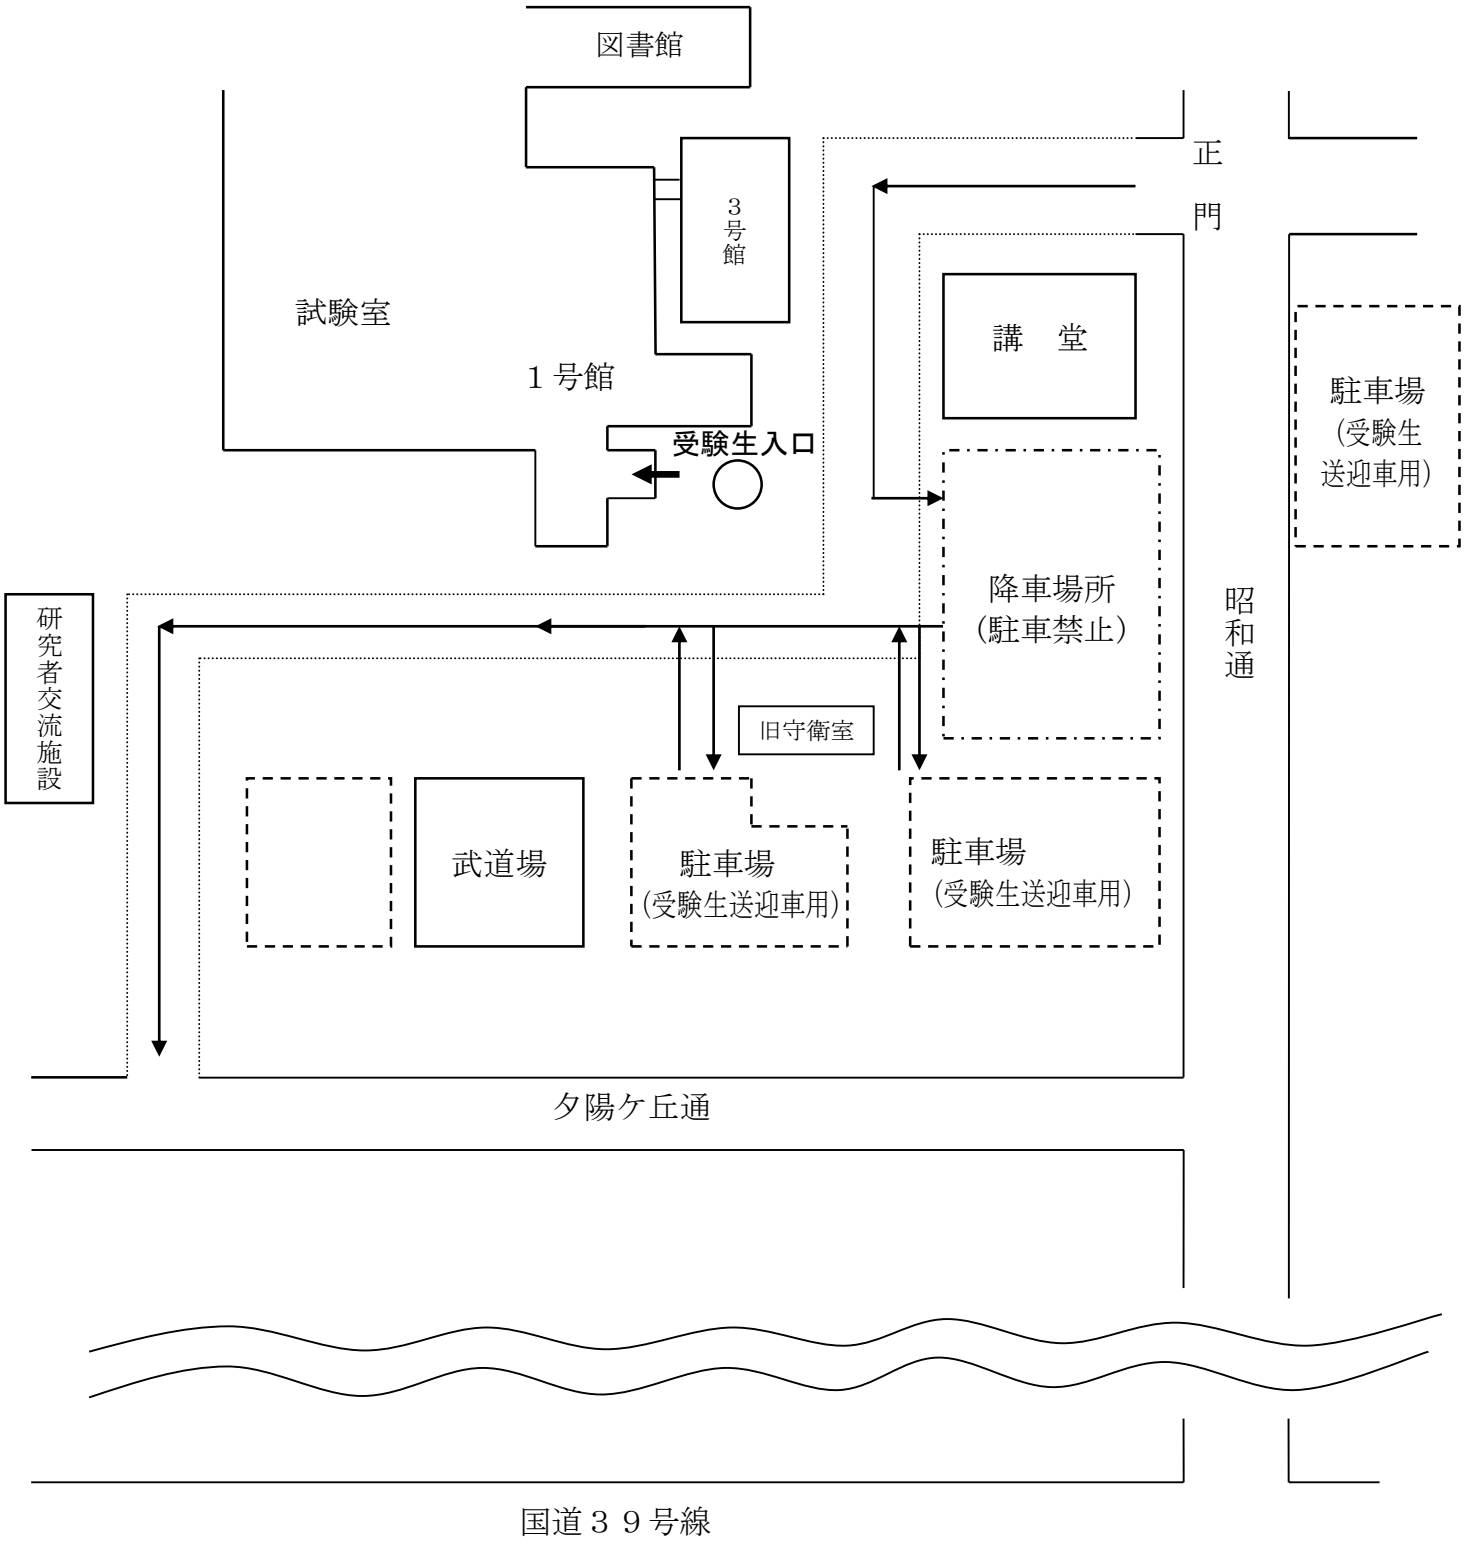 図書館
正門
３号館
試験室
講　堂
１号館
駐車場
（受験生
送迎車用）
受験生入口
降車場所
（駐車禁止）
昭和通
研究者交流施設
旧守衛室
武道場
駐車場
（受験生送迎車用）
駐車場
（受験生送迎車用）
夕陽ケ丘通
国道３９号線